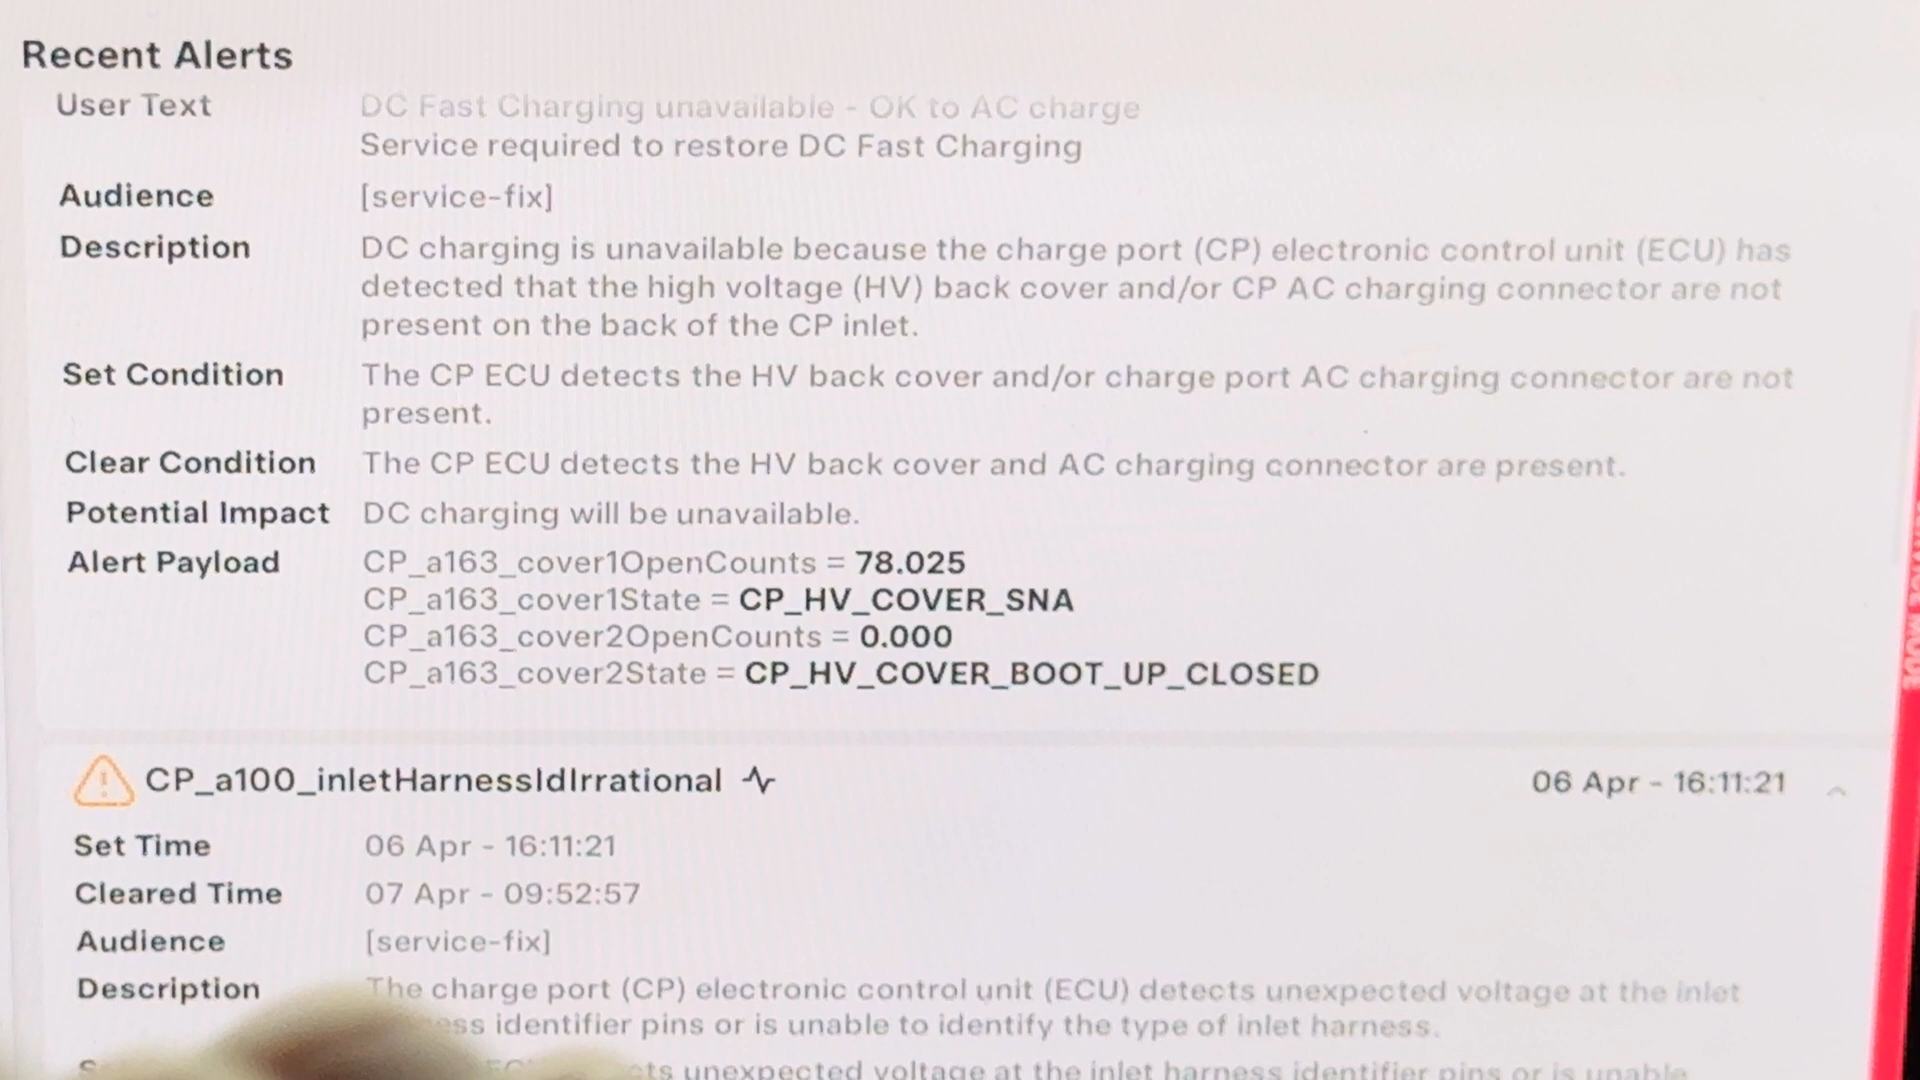 Recent Alerts
User Text DC Fast Charging unavailable - OK to AC charge
Service required to restore DC Fast Charging
Audience [service-fix]
Description DC charging is unavailable because the charge port (CP) electronic control unit (ECU) has
detected that the high voltage (HV) back cover and/or CP AC charging connector are not
present on the back of the CP inlet.
Set Condition The CP ECU detects the HV back cover and/or charge port AC charging connector are not
present.
Clear Condition The CP ECU detects the HV back cover and AC charging connector are present.
Potential Impact DC charging will be unavailable.
Alert Payload CP_a163_cover1OpenCounts = 78.025
CP_a163_cover1State = CP_HV_COVER_SNA
CP_a163_cover2OpenCounts = 0.000
CP_a163_cover2State = CP_HV_COVER_BOOT_UP_CLOSED
CP_a100_inletHarnessIdIrrational 06 Apr - 16:11:21
Set Time 06 Apr - 16:11:21
Cleared Time 07 Apr - 09:52:57
Audience [service-fix]
Description The charge port (CP) electronic control unit (ECU) detects unexpected voltage at the inlet
identifier pins or is unable to identify the type of inlet harness.
unexpected voltage at the inlet harness identifier pins or is unable
MODE